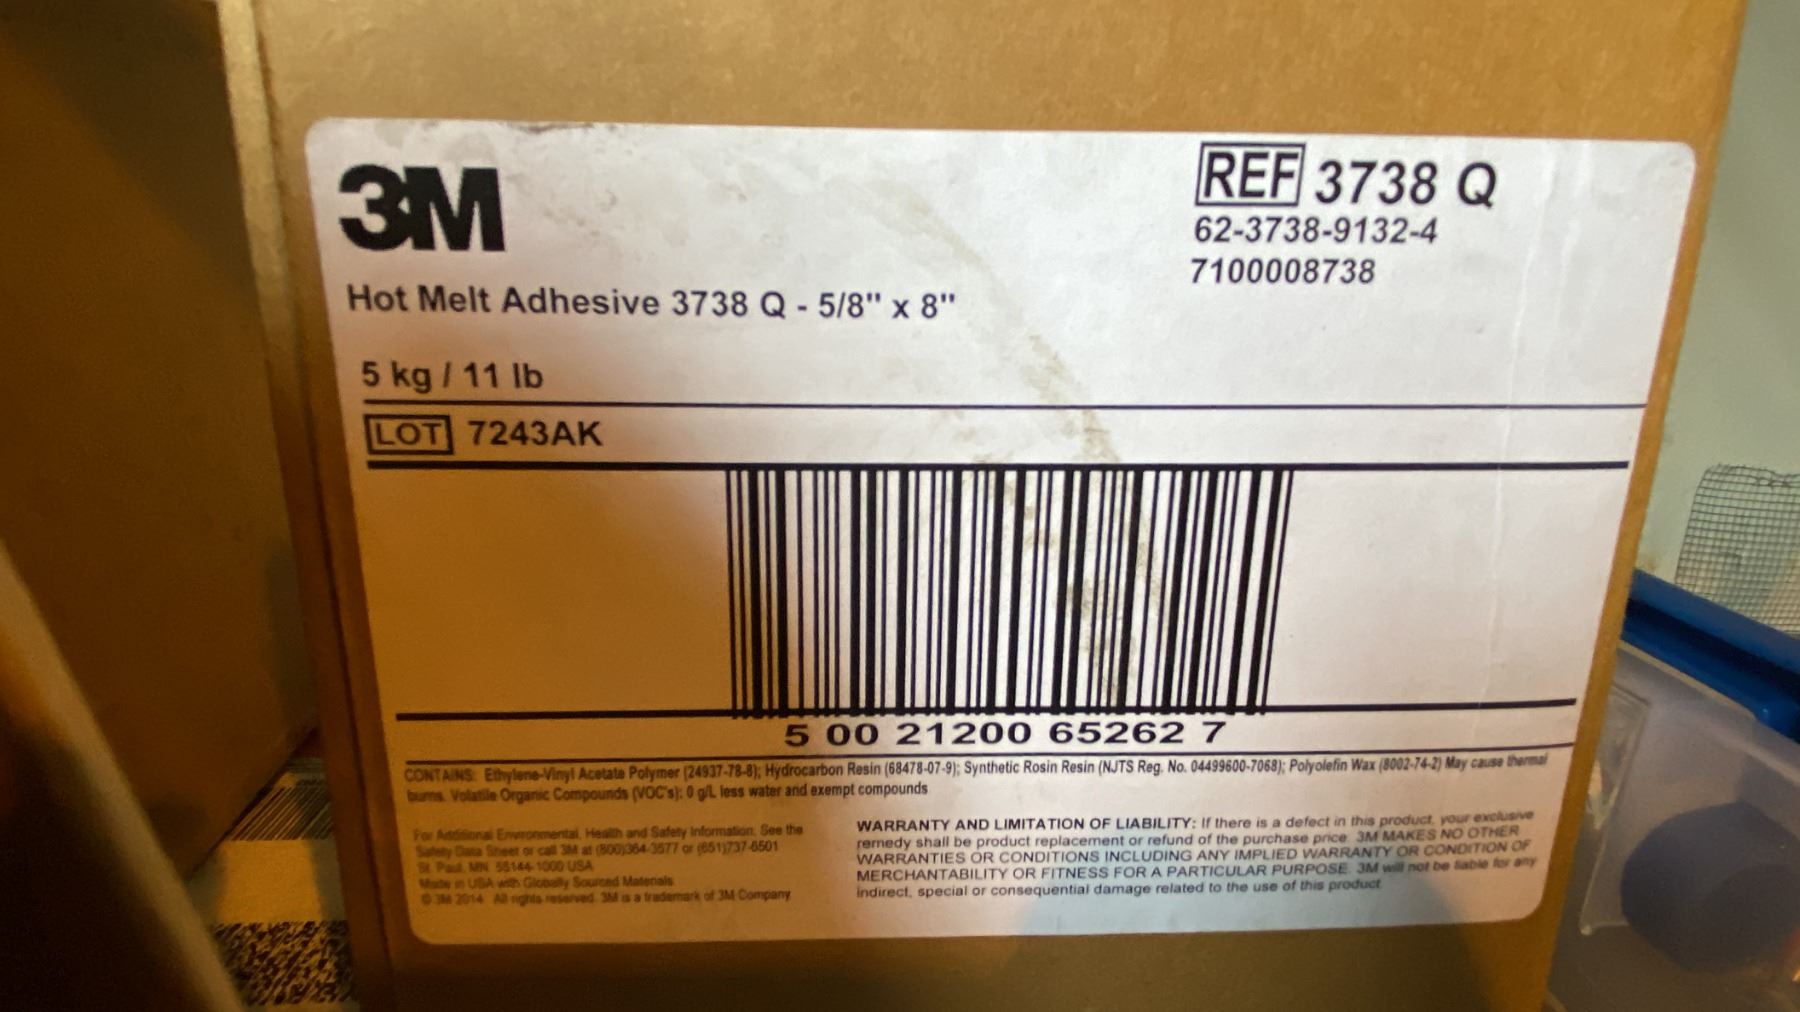 3M
REF 3738 Q
62-3738-9132-4
7100008738
Hot Melt Adhesive 3738 Q - 5/8" x 8"
5 kg / 11 lb
LOT 7243AK
5 00 21200 65262 7
CONTAINS: Ethylene-Vinyl Acetate Polymer (24937-78-8); Hydrocarbon Resin (68478-07-9); Synthetic Rosin Resin (NJTS Reg. No. 04499600-7068); Polyolefin Wax (8002-74-2) May cause thermal
burns. Volatile Organic Compounds (VOC's): 0 g/L less water and exempt compounds
For Additional Environmental, Health and Safety Information, See the
Safety Data Sheet or call 3M at (800)364-3577 or (651)737-6501
St. Paul, MN 55144-1000 USA
Made in USA with Globally Sourced Materials
© 3M 2014 All rights reserved. 3M is a trademark of 3M Company
WARRANTY AND LIMITATION OF LIABILITY: If there is a defect in this product, your exclusive
remedy shall be product replacement or refund of the purchase price. 3M MAKES NO OTHER
WARRANTIES OR CONDITIONS INCLUDING ANY IMPLIED WARRANTY OR CONDITION OF
MERCHANTABILITY OR FITNESS FOR A PARTICULAR PURPOSE. 3M will not be liable for any
indirect, special or consequential damage related to the use of this product.